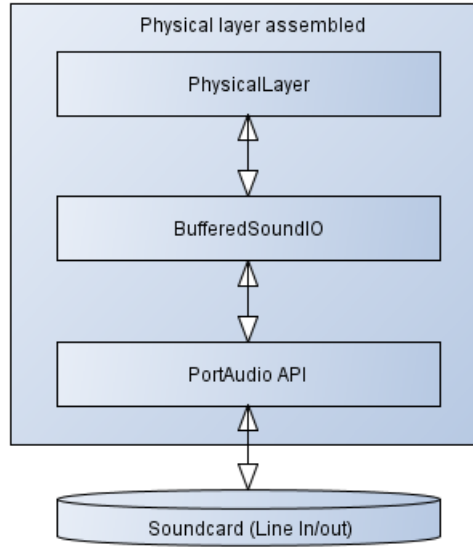 Physical layer assembled
PhysicalLayer
BufferedSoundIO
PortAudio API
Soundcard (Line In/out)